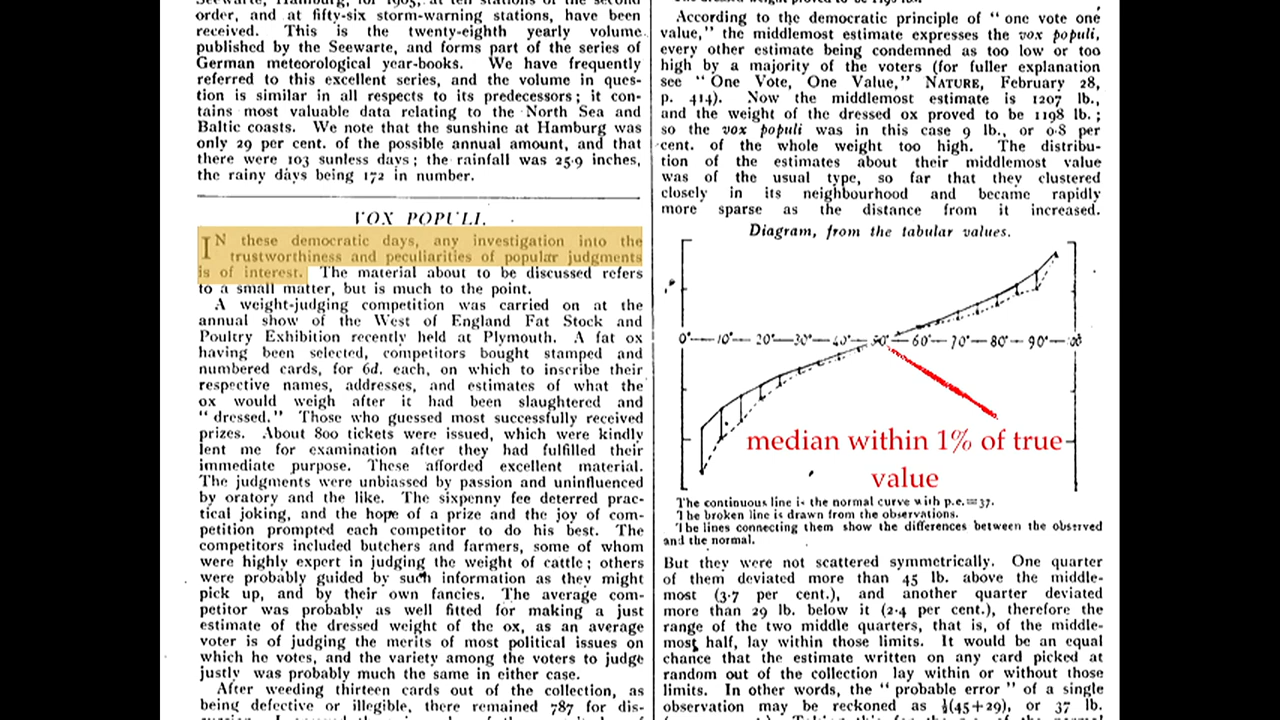 Seewarte, Hamburg, for 1905, at ten stations of the second
order, and at fifty-six storm-warning stations, have been
received. This is the twenty-eighth yearly volume
published by the Seewarte, and forms part of the series of
German meteorological year-books. We have frequently
referred to this excellent series, and the volume in ques-
tion is similar in all respects to its predecessors; it con-
tains most valuable data relating to the North Sea and
Baltic coasts. We note that the sunshine at Hamburg was
only 29 per cent. of the possible annual amount, and that
there were 103 sunless days; the rainfall was 25·9 inches,
the rainy days being 172 in number.
VOX POPULI.
IN these democratic days, any investigation into the
trustworthiness and peculiarities of popular judgments
is of interest. The material about to be discussed refers
to a small matter, but is much to the point.
A weight-judging competition was carried on at the
annual show of the West of England Fat Stock and
Poultry Exhibition recently held at Plymouth. A fat ox
having been selected, competitors bought stamped and
numbered cards, for 6d. each, on which to inscribe their
respective names, addresses, and estimates of what the
ox would weigh after it had been slaughtered and
"dressed." Those who guessed most successfully received
prizes. About 800 tickets were issued, which were kindly
lent me for examination after they had fulfilled their
immediate purpose. These afforded excellent material.
The judgments were unbiassed by passion and uninfluenced
by oratory and the like. The sixpenny fee deterred prac-
tical joking, and the hope of a prize and the joy of com-
petition prompted each competitor to do his best. The
competitors included butchers and farmers, some of whom
were highly expert in judging the weight of cattle; others
were probably guided by such information as they might
pick up, and by their own fancies. The average com-
petitor was probably as well fitted for making a just
estimate of the dressed weight of the ox, as an average
voter is of judging the merits of most political issues on
which he votes, and the variety among the voters to judge
justly was probably much the same in either case.
After weeding thirteen cards out of the collection, as
being defective or illegible, there remained 787 for dis-
According to the democratic principle of "one vote one
value," the middlemost estimate expresses the vox populi,
every other estimate being condemned as too low or too
high by a majority of the voters (for fuller explanation
see "One Vote, One Value," NATURE, February 28,
p. 414). Now the middlemost estimate is 1207 lb.,
and the weight of the dressed ox proved to be 1198 lb.;
so the vox populi was in this case 9 lb., or 0·8 per
cent. of the whole weight too high. The distribu-
tion of the estimates about their middlemost value
was of the usual type, so far that they clustered
closely in its neighbourhood and became rapidly
more sparse as the distance from it increased.
Diagram, from the tabular values.
0° 10° 20° 30° 40° 50° 60° 70° 80° 90°
median within 1% of true
value
The continuous line is the normal curve with p.e.=37.
The broken line is drawn from the observations.
The lines connecting them show the differences between the observed
and the normal.
But they were not scattered symmetrically. One quarter
of them deviated more than 45 lb. above the middle-
most (3·7 per cent.), and another quarter deviated
more than 29 lb. below it (2·4 per cent.), therefore the
range of the two middle quarters, that is, of the middle-
most half, lay within those limits. It would be an equal
chance that the estimate written on any card picked at
random out of the collection lay within or without those
limits. In other words, the "probable error" of a single
observation may be reckoned as ½(45+29), or 37 lb.